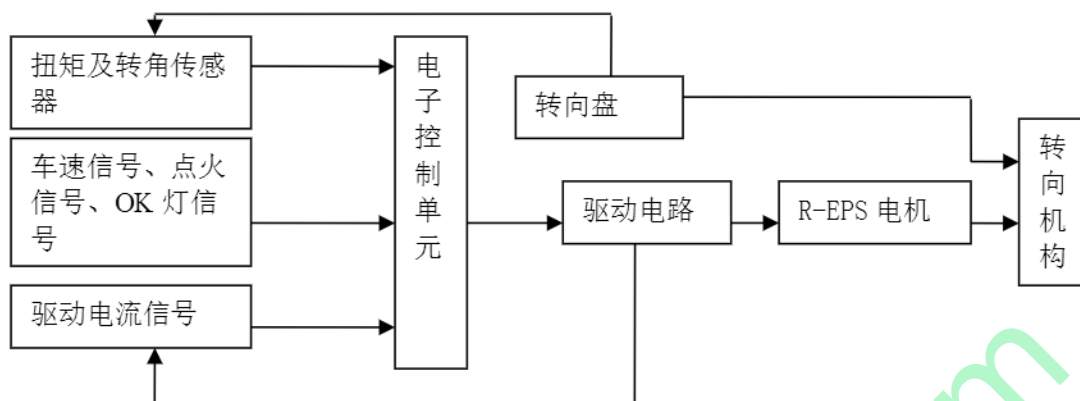 扭矩及转角传感
器
车速信号、点火
信号、OK 灯信
号
驱动电流信号
电
子
控
制
单
元
转向盘
驱动电路
R-EPS 电机
转
向
机
构
m